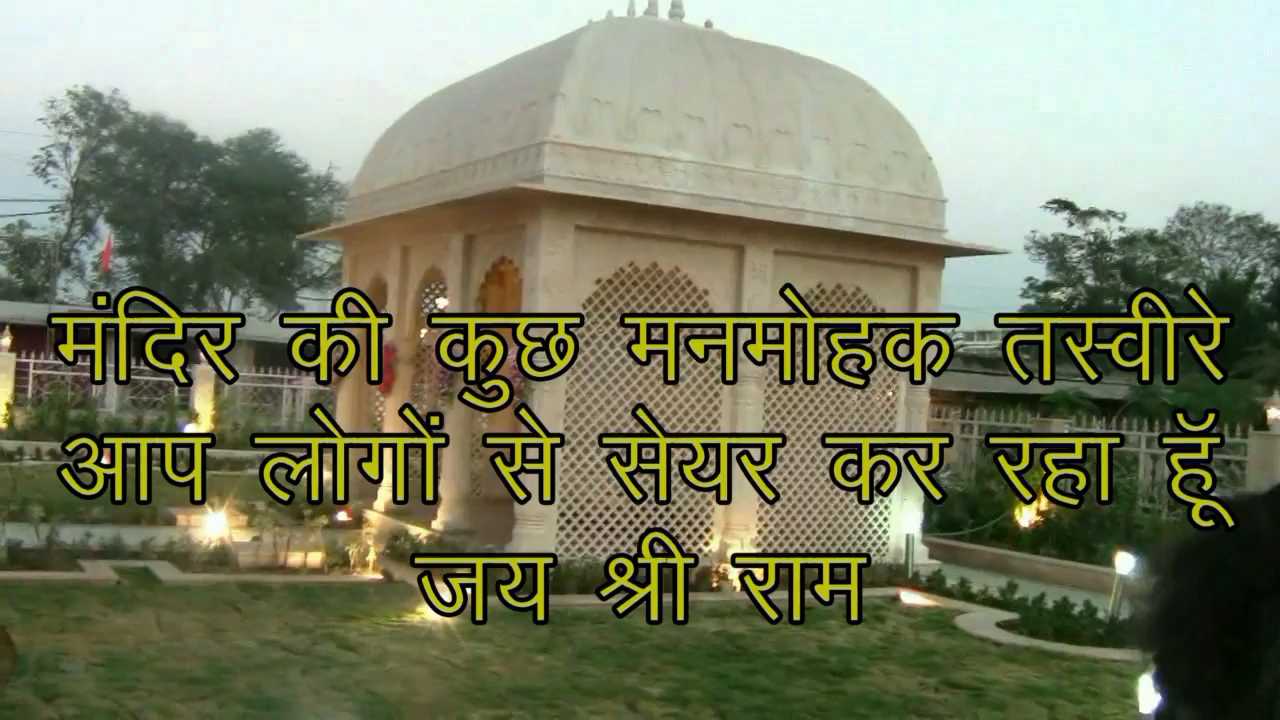 मंदिर की कुछ मनमोहक तस्वीरे
आप लोगों से सेयर कर रहा हूॅ
जय श्री राम